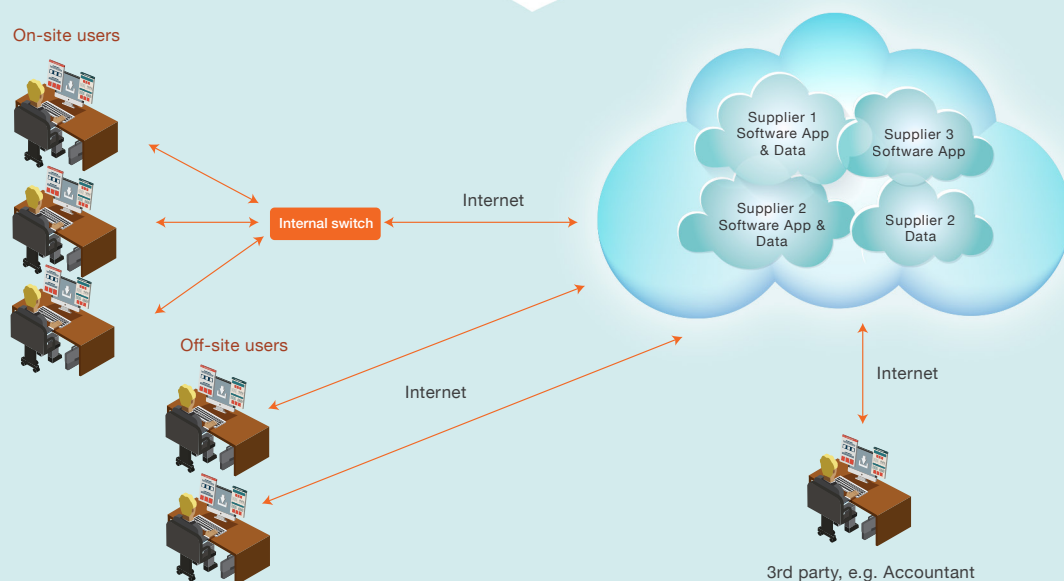 On-site users
Supplier 1
Software App
& Data
Supplier 3
Software App
Internet
Internal switch
Supplier 2
Software App &
Data
Supplier 2
Data
Off-site users
Internet
Internet
3rd party, e.g. Accountant